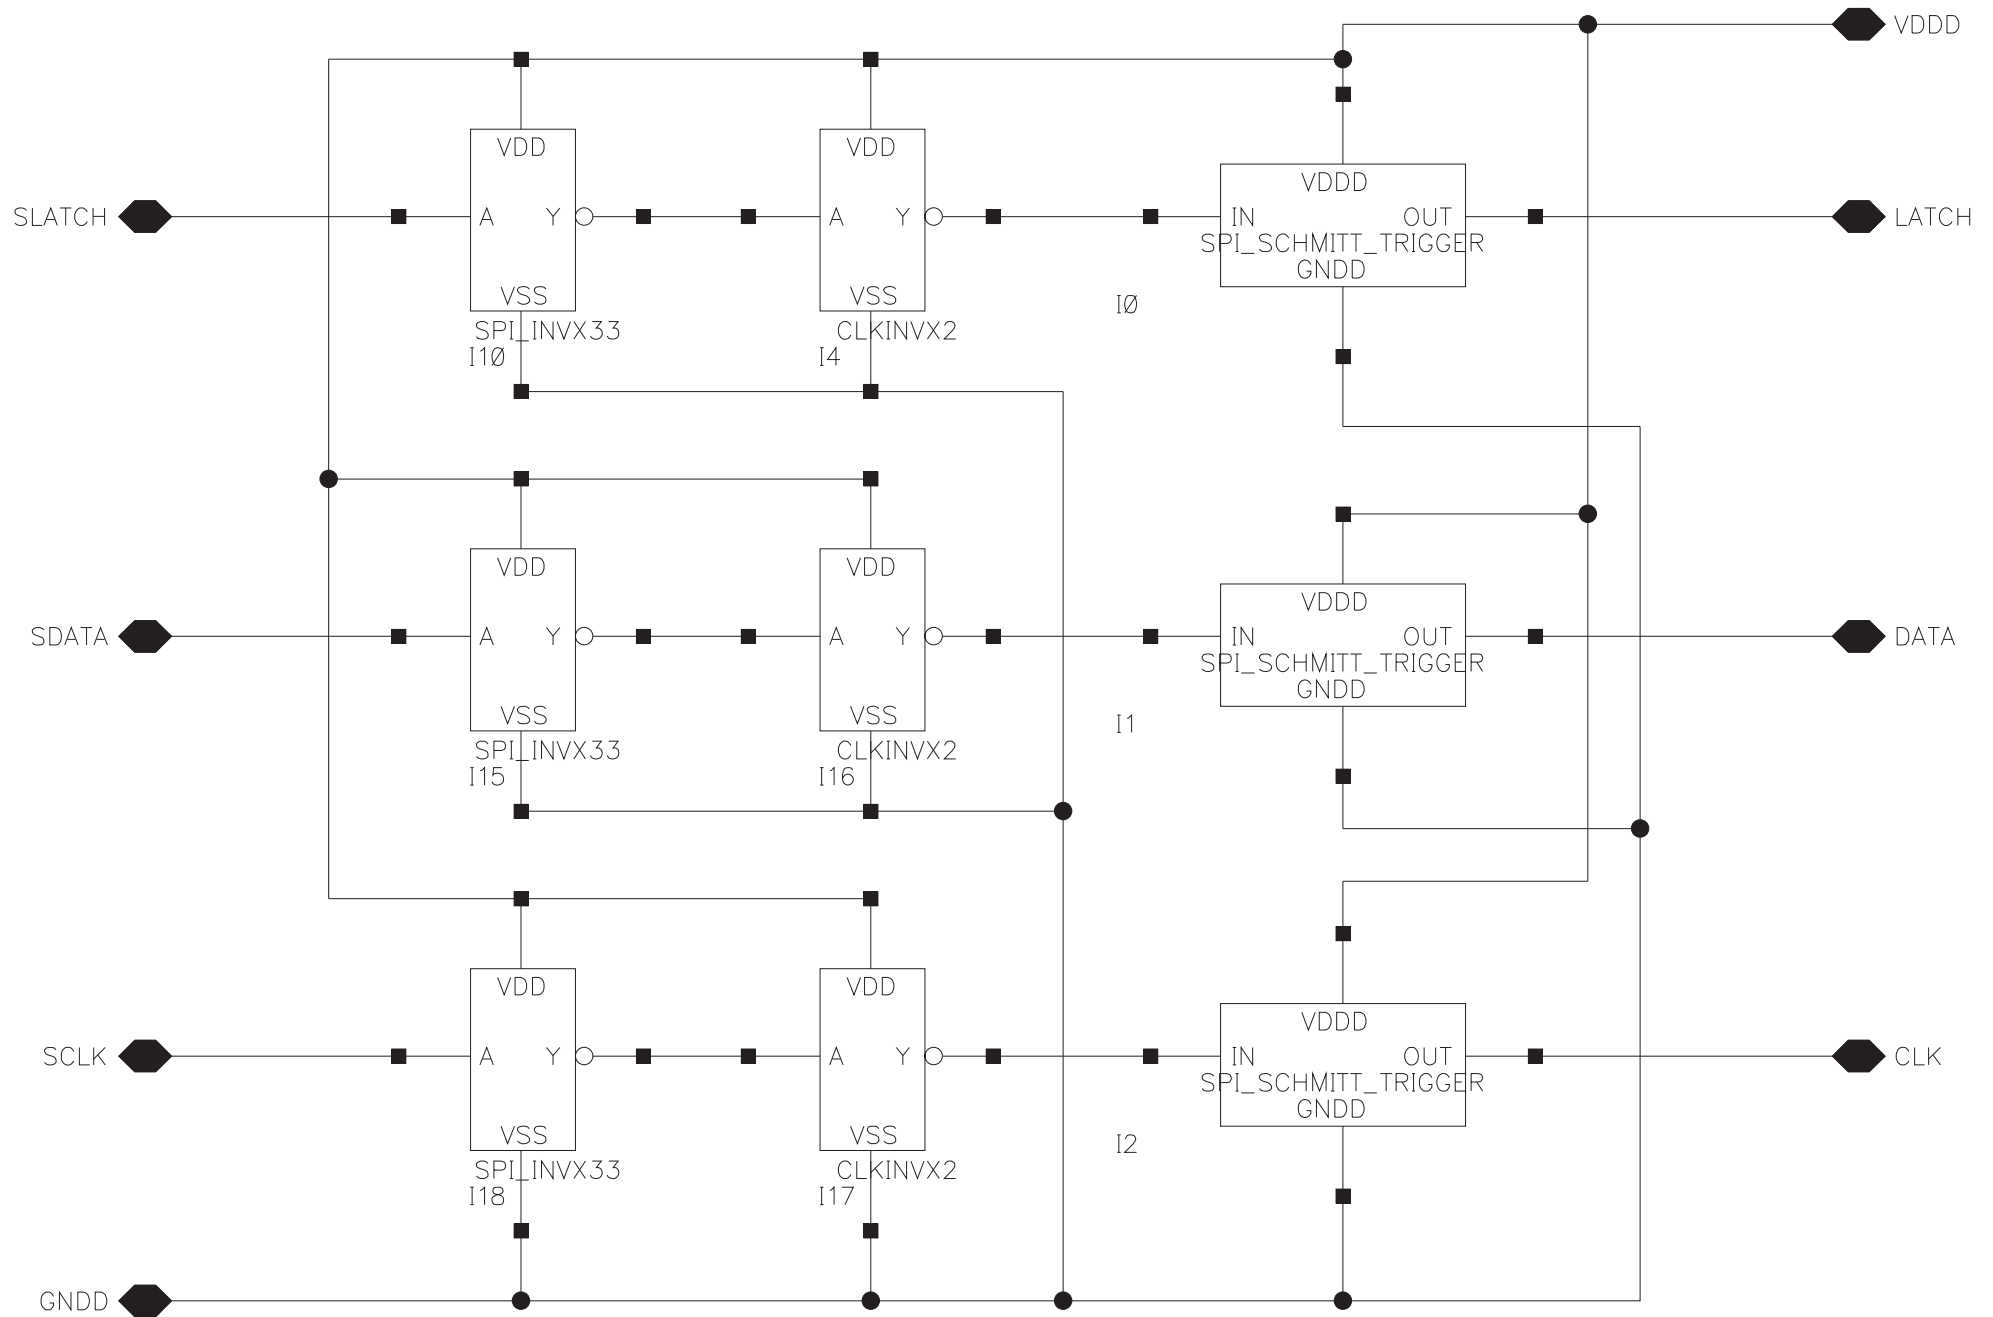 VDDD
VDD
VDD
VDDD
SLATCH
A Y
A Y
IN OUT
LATCH
SPI_SCHMITT_TRIGGER
GNDD
VSS
VSS
IØ
SPI_INVX33
CLKINVX2
I1Ø
I4
VDD
VDD
VDDD
SDATA
A Y
A Y
IN OUT
DATA
SPI_SCHMITT_TRIGGER
GNDD
VSS
VSS
I1
SPI_INVX33
CLKINVX2
I15
I16
VDD
VDD
VDDD
SCLK
A Y
A Y
IN OUT
CLK
SPI_SCHMITT_TRIGGER
GNDD
VSS
VSS
I2
SPI_INVX33
CLKINVX2
I18
I17
GNDD